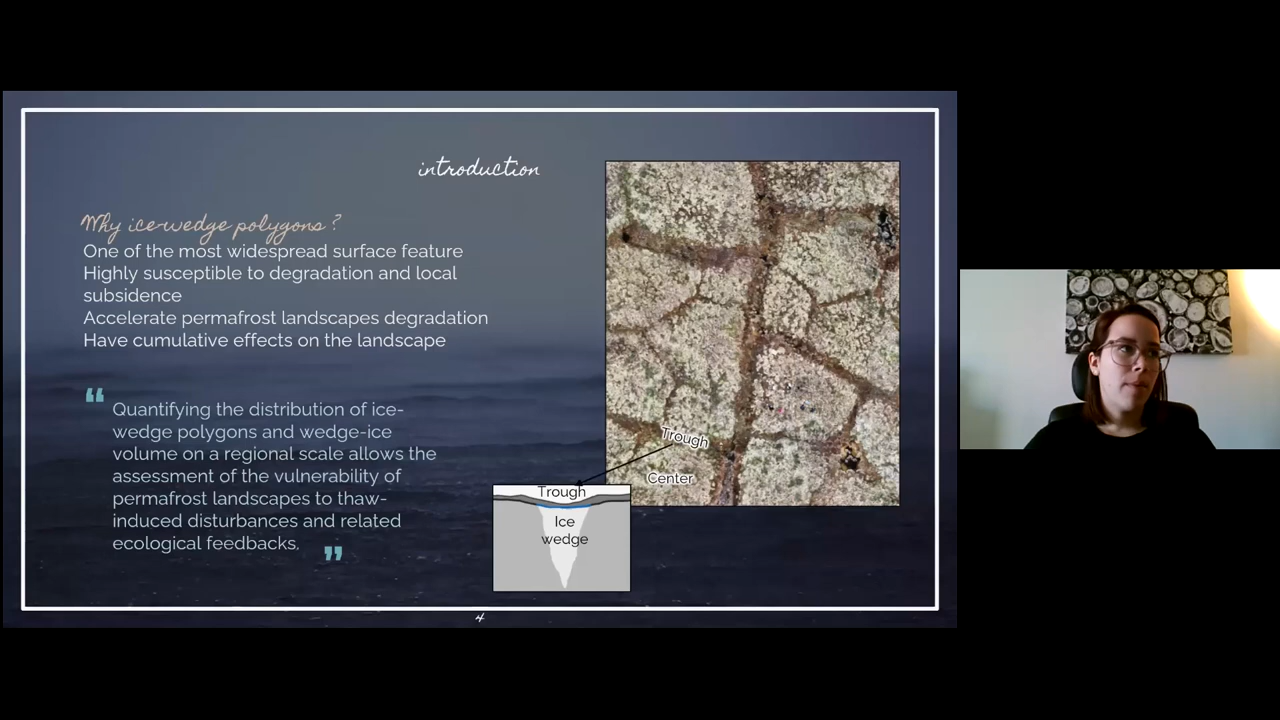 introduction
Why ice-wedge polygons ?
One of the most widespread surface feature
Highly susceptible to degradation and local
subsidence
Accelerate permafrost landscapes degradation
Have cumulative effects on the landscape
“
Quantifying the distribution of ice-
wedge polygons and wedge-ice
volume on a regional scale allows the
assessment of the vulnerability of
permafrost landscapes to thaw-
induced disturbances and related
ecological feedbacks.
”
Trough
Center
Trough
Ice
wedge
4